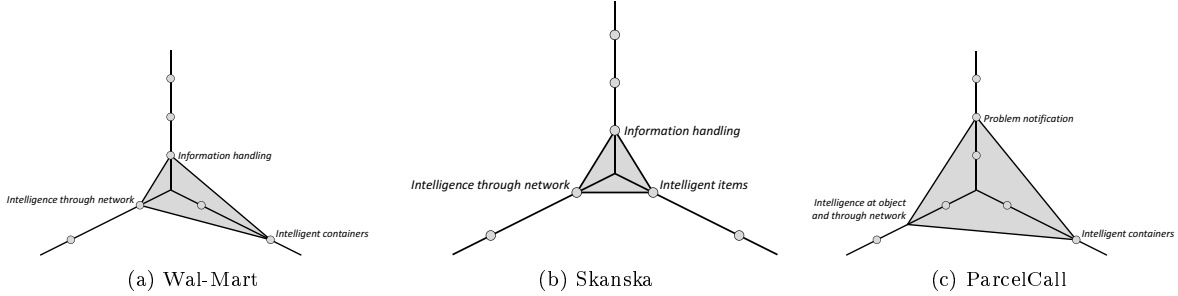 Information handling
Intelligence through network
Intelligent containers
(a) Wal-Mart
Information handling
Intelligence through network
Intelligent items
(b) Skanska
Problem notification
Intelligence at object
and through network
Intelligent containers
(c) ParcelCall